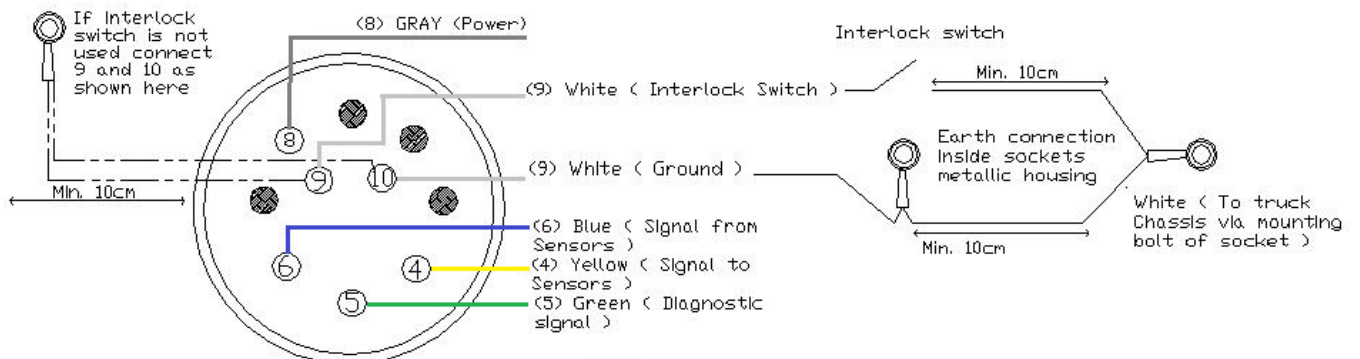 If Interlock
switch is not
used connect
9 and 10 as
shown here
(8) GRAY (Power)
Interlock switch
Min. 10cm
(9) White ( Interlock Switch )
8
Earth connection
Inside sockets
metallic housing
(9) White ( Ground )
9
10
Min. 10cm
White ( To truck
Chassis via mounting
bolt of socket )
Min. 10cm
(6) Blue ( Signal from
Sensors )
6
4
(4) Yellow ( Signal to
Sensors )
5
(5) Green ( Diagnostic
signal )